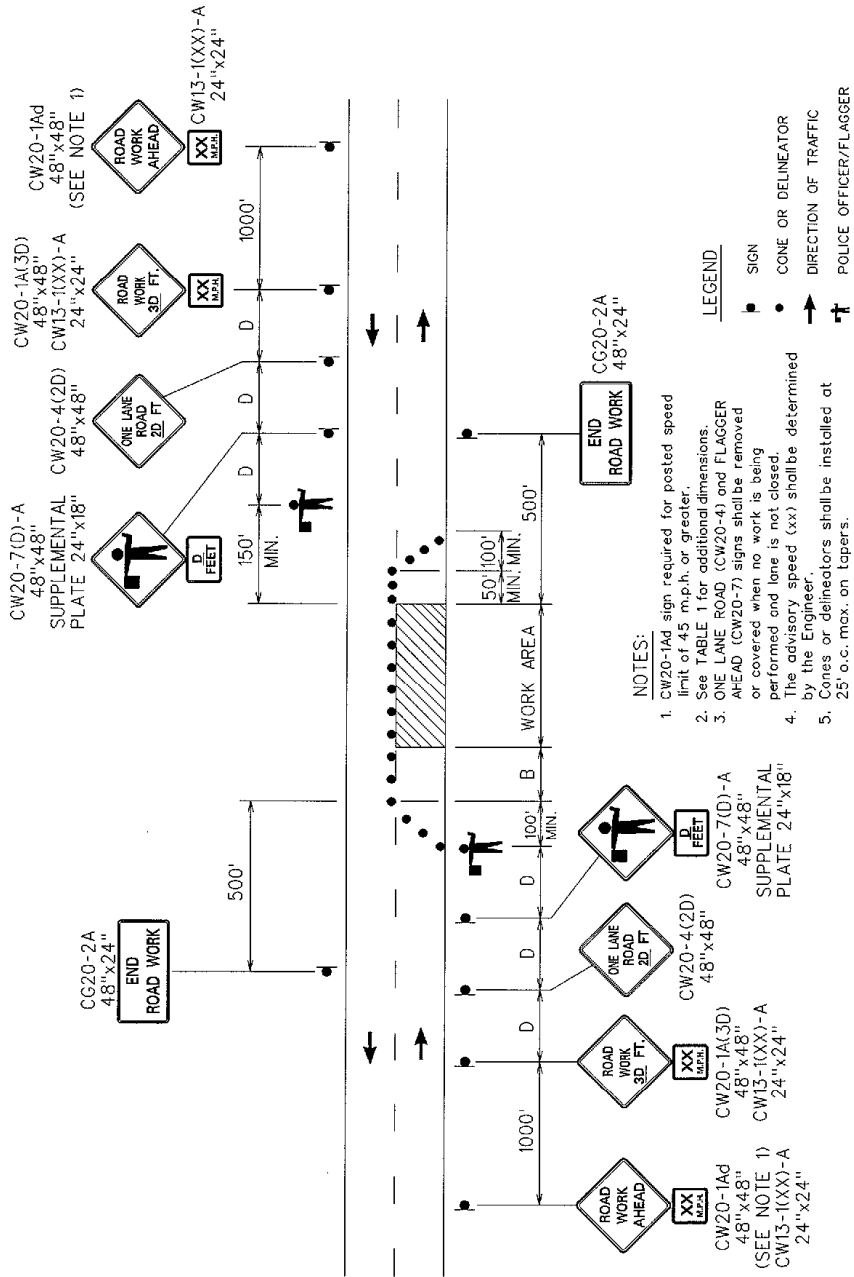 CW20-1Ad
48"x48"
(SEE NOTE 1)
ROAD
WORK
AHEAD
XX
M.P.H.
CW13-1(XX)-A
24"x24"
CW20-1A(3D)
48"x48"
CW13-1(XX)-A
24"x24"
ROAD
WORK
3D FT.
XX
M.P.H.
CW20-4(2D)
48"x48"
ONE LANE
ROAD
2D FT
CW20-7(D)-A
48"x48"
SUPPLEMENTAL
PLATE 24"x18"
D
FEET
1000'
D
D
D
150'
MIN.
500'
CG20-2A
48"x24"
END
ROAD WORK
CG20-2A
48"x24"
END
ROAD WORK
500'
100'
MIN.
50'
MIN.
WORK AREA
B
100'
MIN.
D
D
D
1000'
CW20-7(D)-A
48"x48"
SUPPLEMENTAL
PLATE 24"x18"
D
FEET
ONE LANE
ROAD
2D FT
CW20-4(2D)
48"x48"
ROAD
WORK
3D FT.
XX
M.P.H.
CW20-1A(3D)
48"x48"
CW13-1(XX)-A
24"x24"
ROAD
WORK
AHEAD
XX
M.P.H.
CW20-1Ad
48"x48"
(SEE NOTE 1)
CW13-1(XX)-A
24"x24"
NOTES:
1. CW20-1Ad sign required for posted speed
limit of 45 m.p.h. or greater.
2. See TABLE 1 for additional dimensions.
3. ONE LANE ROAD (CW20-4) and FLAGGER
AHEAD (CW20-7) signs shall be removed
or covered when no work is being
performed and lane is not closed.
4. The advisory speed (xx) shall be determined
by the Engineer.
5. Cones or delineators shall be installed at
25' o.c. max. on tapers.
LEGEND
SIGN
CONE OR DELINEATOR
DIRECTION OF TRAFFIC
POLICE OFFICER/FLAGGER